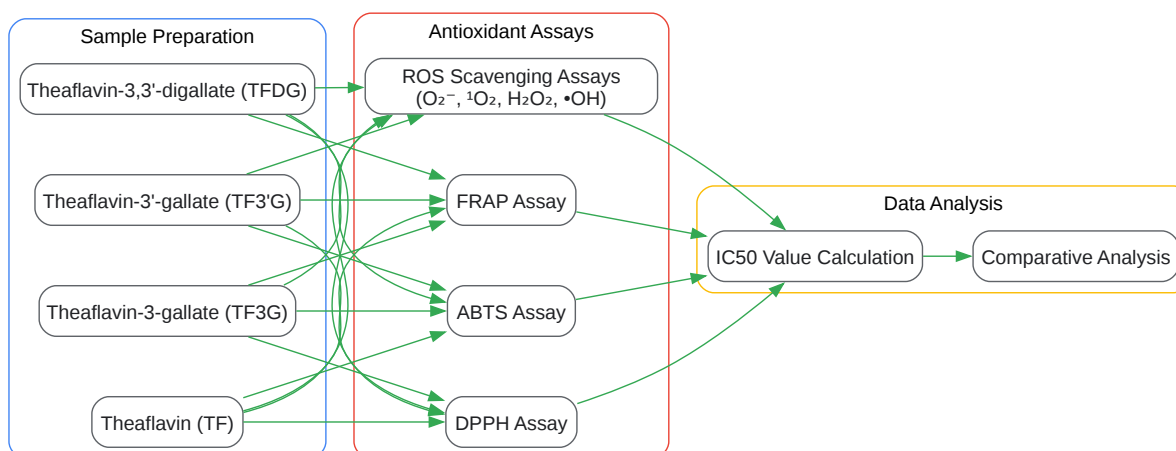 Sample Preparation
Theaflavin-3,3'-digallate (TFDG)
Theaflavin-3'-gallate (TF3'G)
Theaflavin-3-gallate (TF3G)
Theaflavin (TF)
Antioxidant Assays
ROS Scavenging Assays
(O₂⁻, ¹O₂, H₂O₂, •OH)
FRAP Assay
ABTS Assay
DPPH Assay
Data Analysis
IC50 Value Calculation
Comparative Analysis